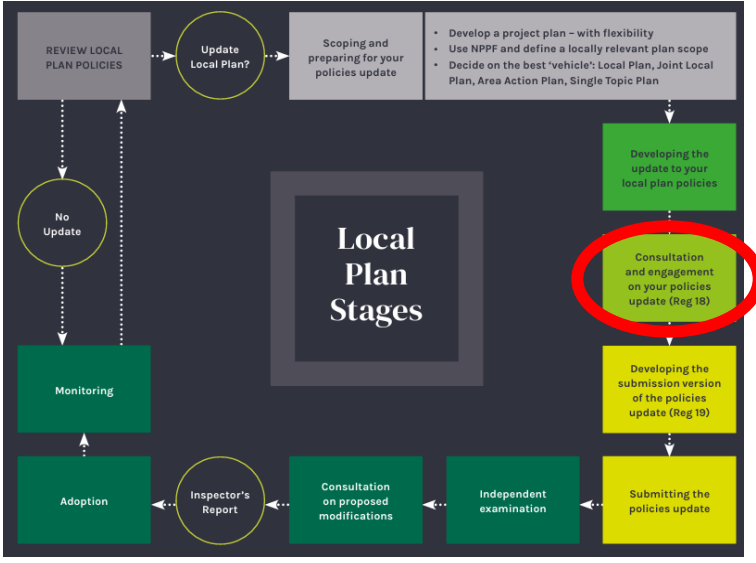 REVIEW LOCAL
PLAN POLICIES
Update
Local Plan?
Scoping and
preparing for your
policies update
• Develop a project plan – with flexibility
• Use NPPF and define a locally relevant plan scope
• Decide on the best ‘vehicle’: Local Plan, Joint Local
Plan, Area Action Plan, Single Topic Plan
Developing the
update to your
local plan policies
No
Update
Local
Plan
Stages
Consultation
and engagement
on your policies
update (Reg 18)
Monitoring
Developing the
submission version
of the policies
update (Reg 19)
Adoption
Inspector’s
Report
Consultation
on proposed
modifications
Independent
examination
Submitting the
policies update